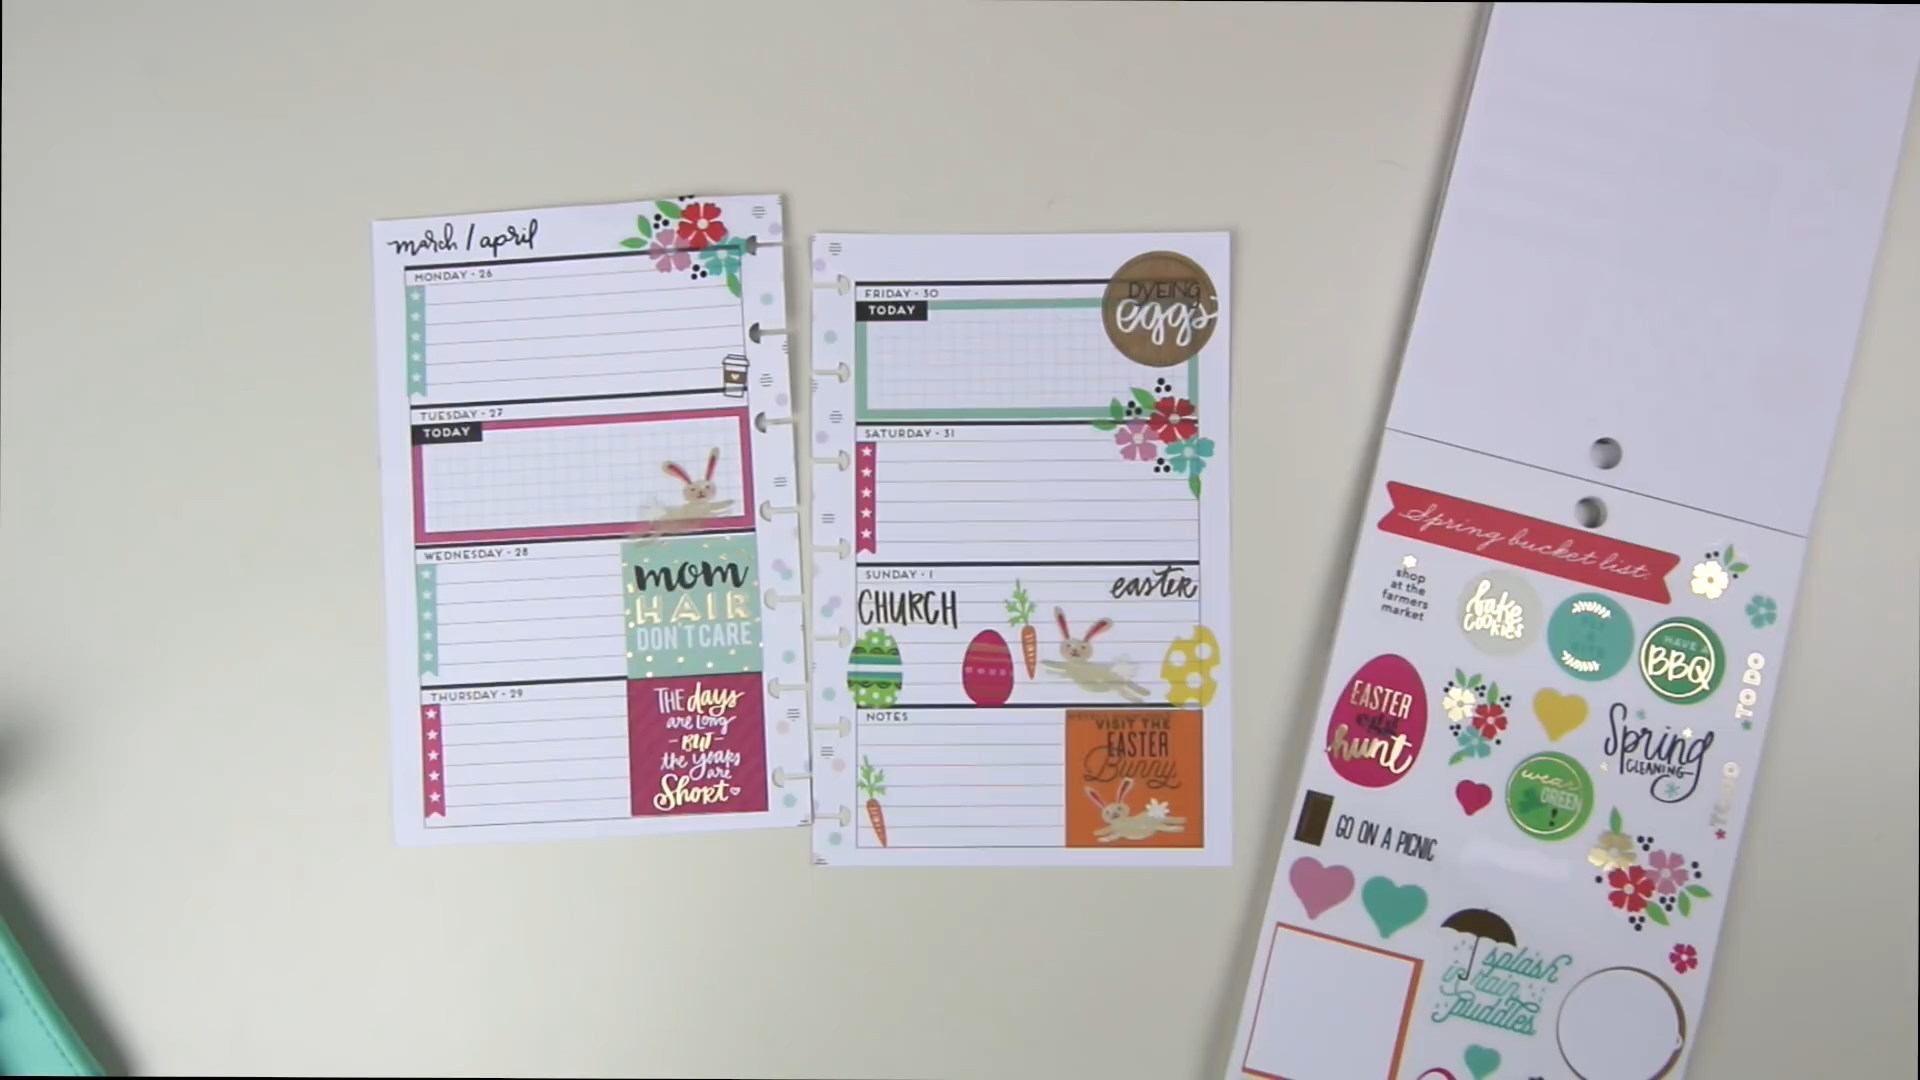 march / april
MONDAY - 26
TUESDAY - 27
TODAY
WEDNESDAY - 28
mom
HAIR
DON'T CARE
THURSDAY - 29
THE days
are Long
- BUT -
the years
are
Short
FRIDAY - 30
TODAY
DYEING
eggs
SATURDAY - 31
SUNDAY - 1
easter
CHURCH
NOTES
VISIT THE
EASTER
Bunny
Spring bucket list
shop
at the
farmers
market
bake
cookies
HAVE A
BBQ
TO DO
EASTER
egg
hunt
Spring
CLEANING
wear
GREEN
!
TO DO
GO ON A PICNIC
splash
in rain
puddles